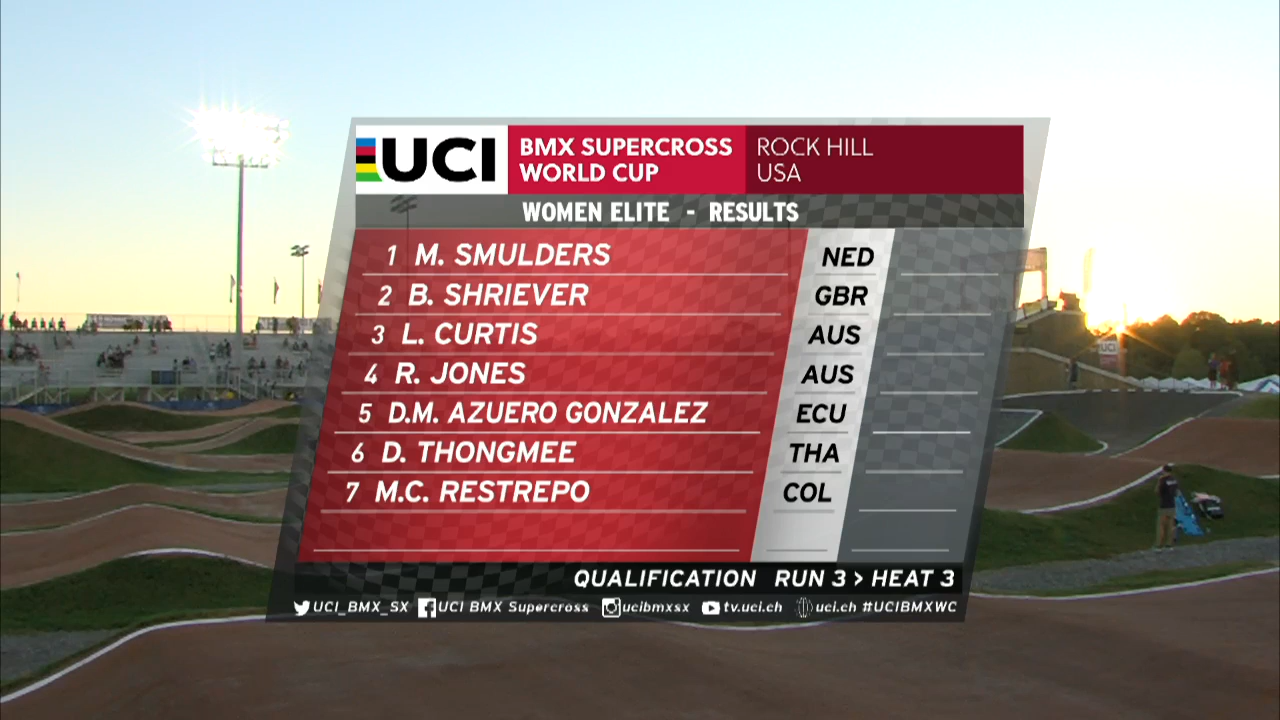 UCI
BMX SUPERCROSS
WORLD CUP
ROCK HILL
USA
WOMEN ELITE - RESULTS
1 M. SMULDERS NED
2 B. SHRIEVER GBR
3 L. CURTIS AUS
4 R. JONES AUS
5 D.M. AZUERO GONZALEZ ECU
6 D. THONGMEE THA
7 M.C. RESTREPO COL
QUALIFICATION RUN 3 > HEAT 3
UCI_BMX_SX UCI BMX Supercross ucibmxsx tv.uci.ch uci.ch #UCIBMXWC
UCI